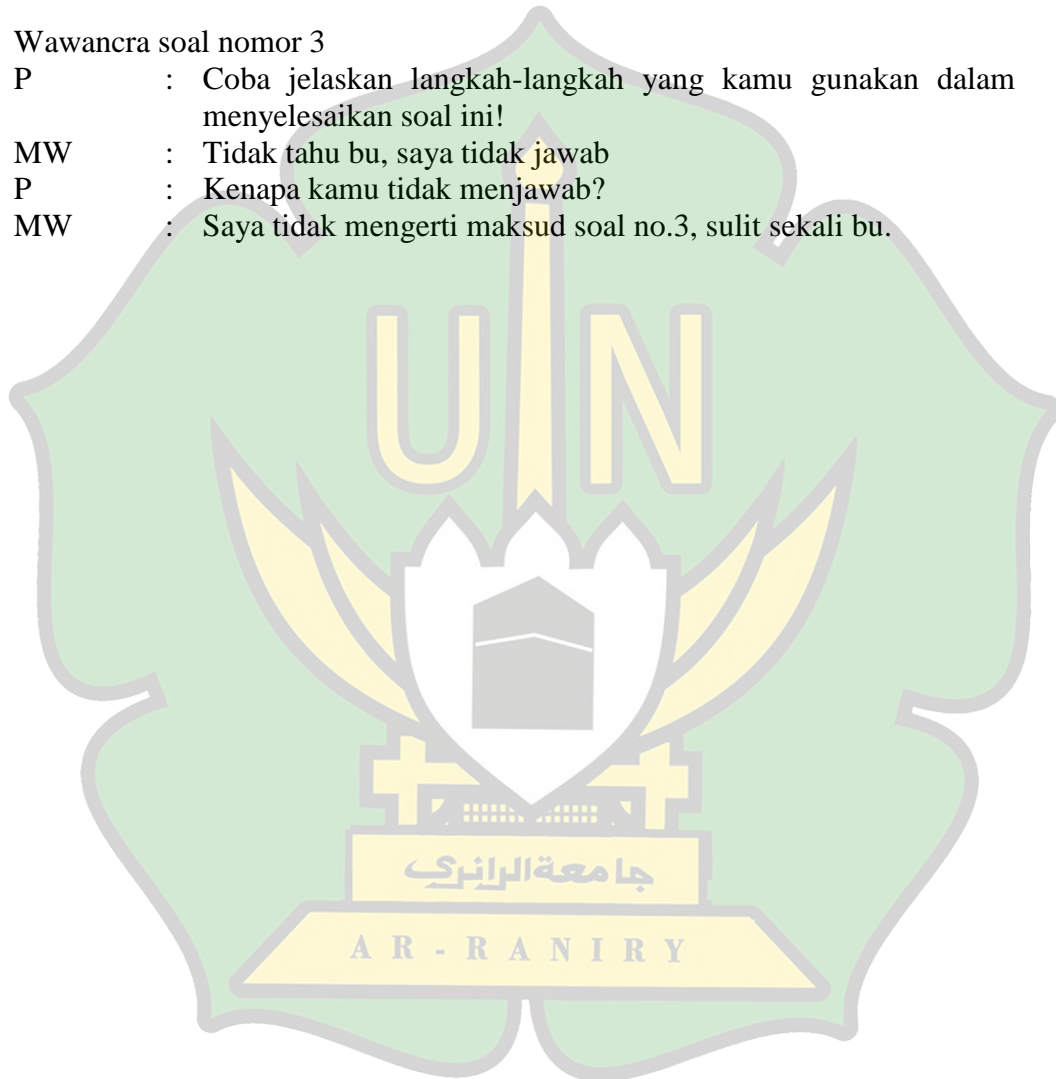 Wawancra soal nomor 3
P : Coba jelaskan langkah-langkah yang kamu gunakan dalam
menyelesaikan soal ini!
MW : Tidak tahu bu, saya tidak jawab
P : Kenapa kamu tidak menjawab?
MW : Saya tidak mengerti maksud soal no.3, sulit sekali bu.
UIN
جامعة الرانري
AR-RANIRY